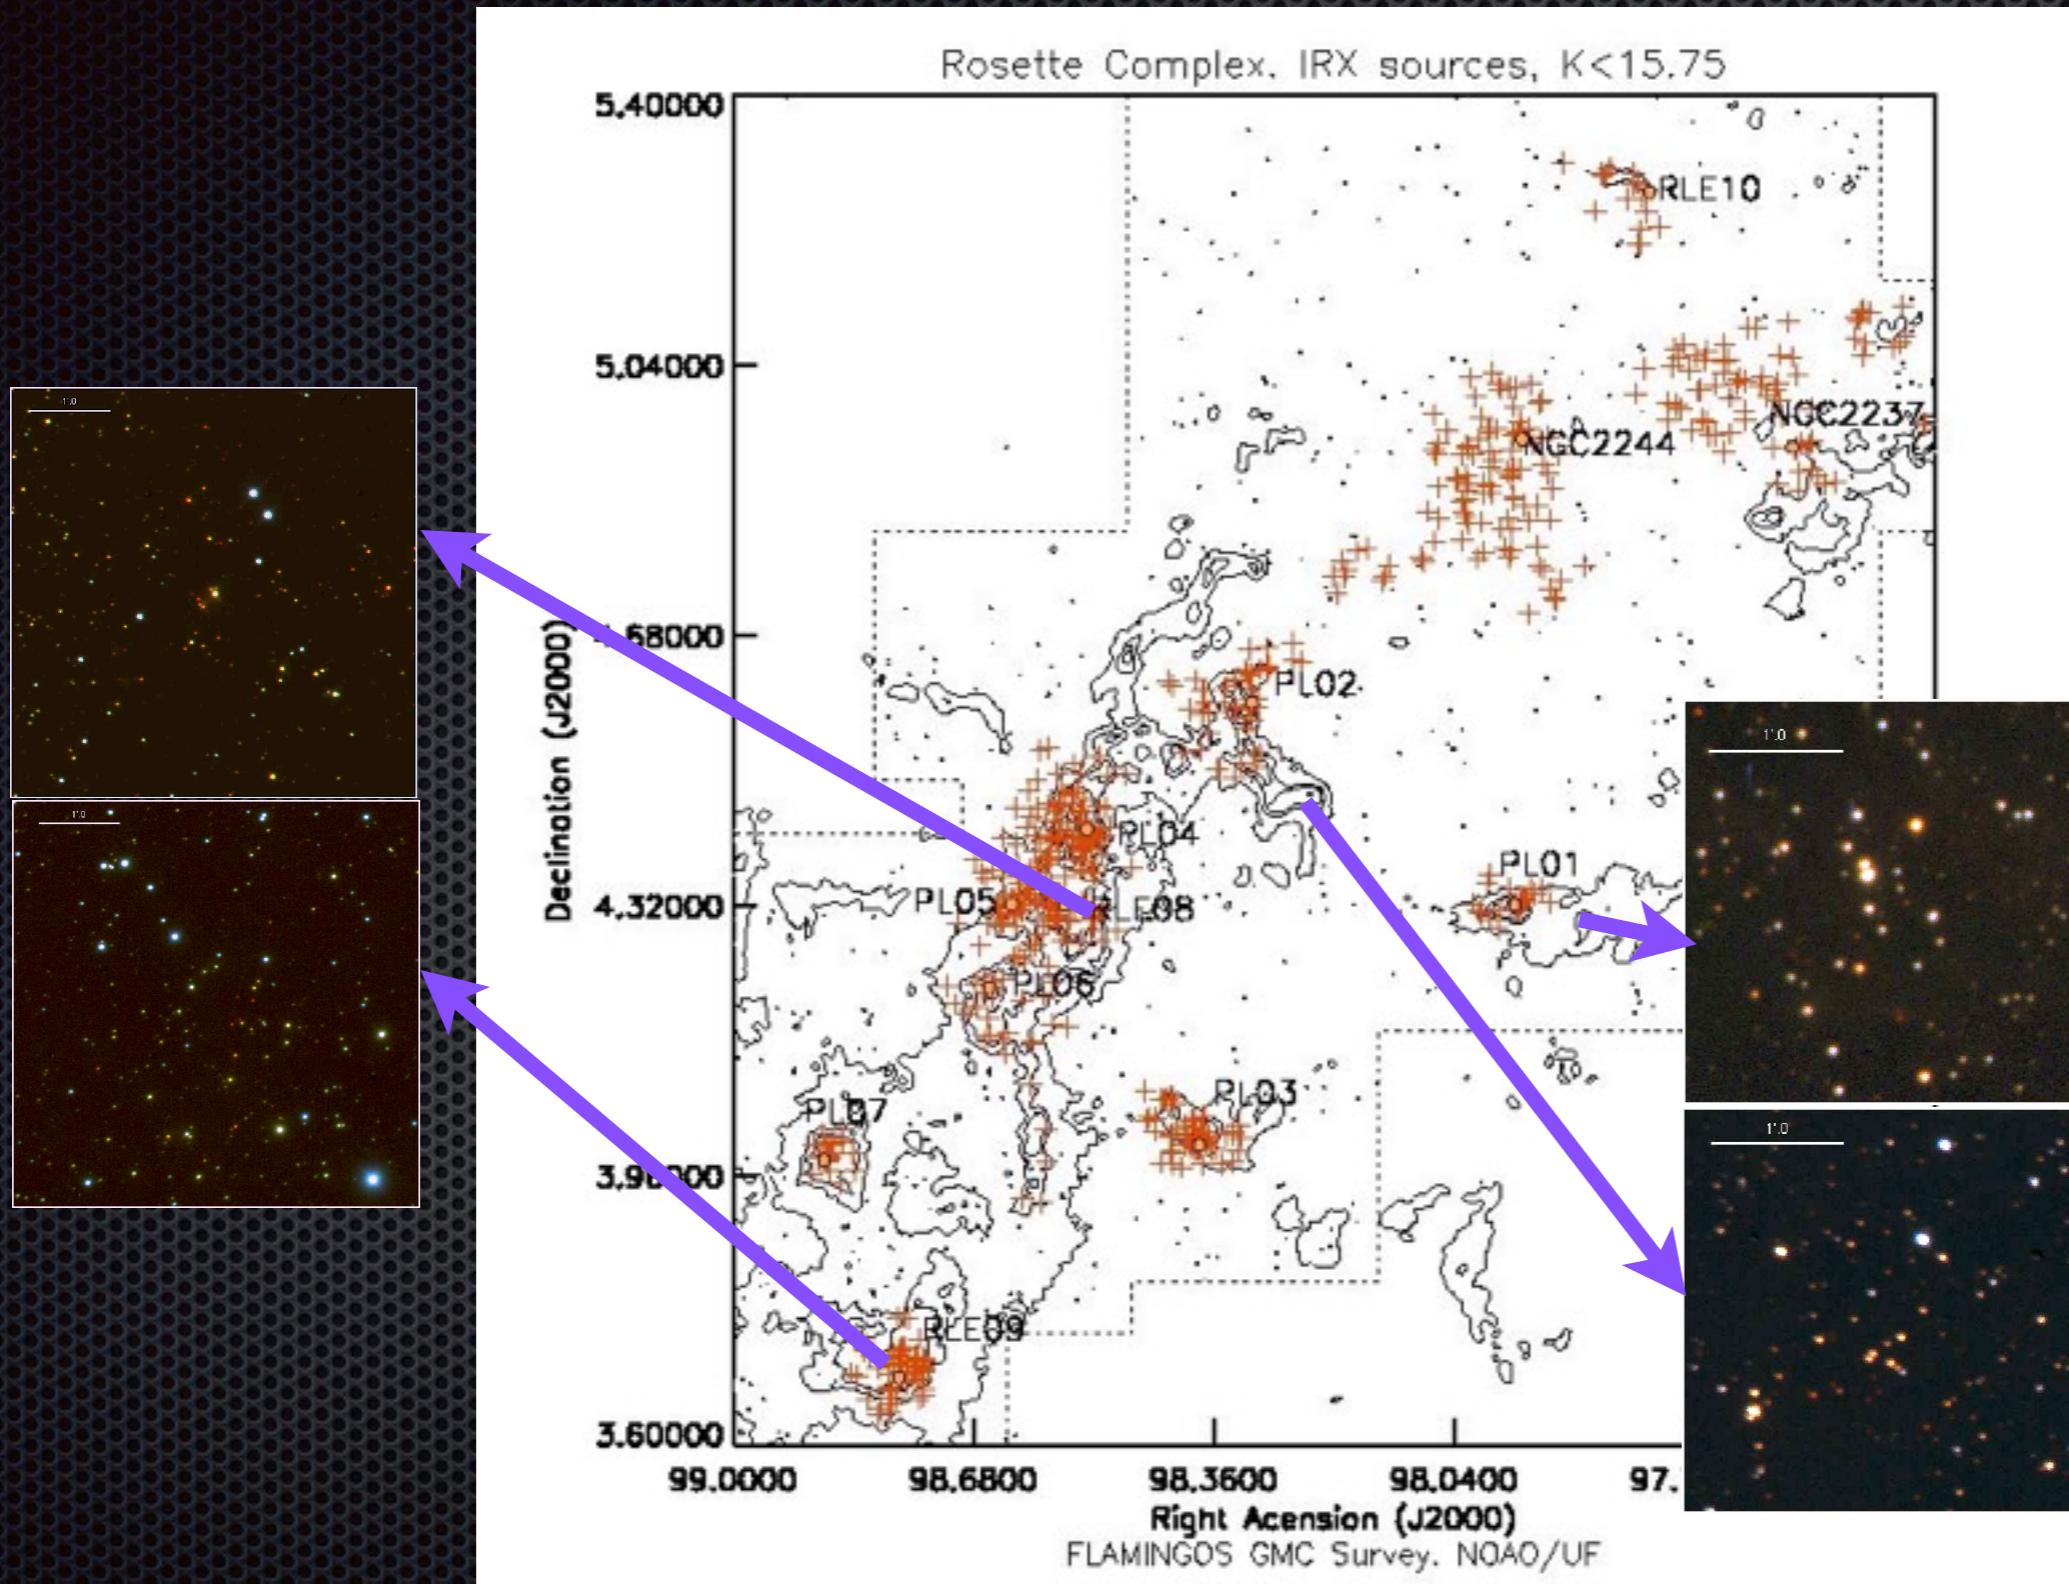 Rosette Complex. IRX sources, K<15.75
5.40000
RLE10
5.04000
NGC2237
NGC2244
1'.0
.68000
PL02
1'.0
PL04
PL01
PL05
4.32000
RLE08
PL06
PL03
PL07
1'.0
1'.0
RLE09
3.60000
99.0000 98.6800 98.3600 98.0400 97.
Declination (J2000)
Right Acension (J2000)
FLAMINGOS GMC Survey. NOAO/UF